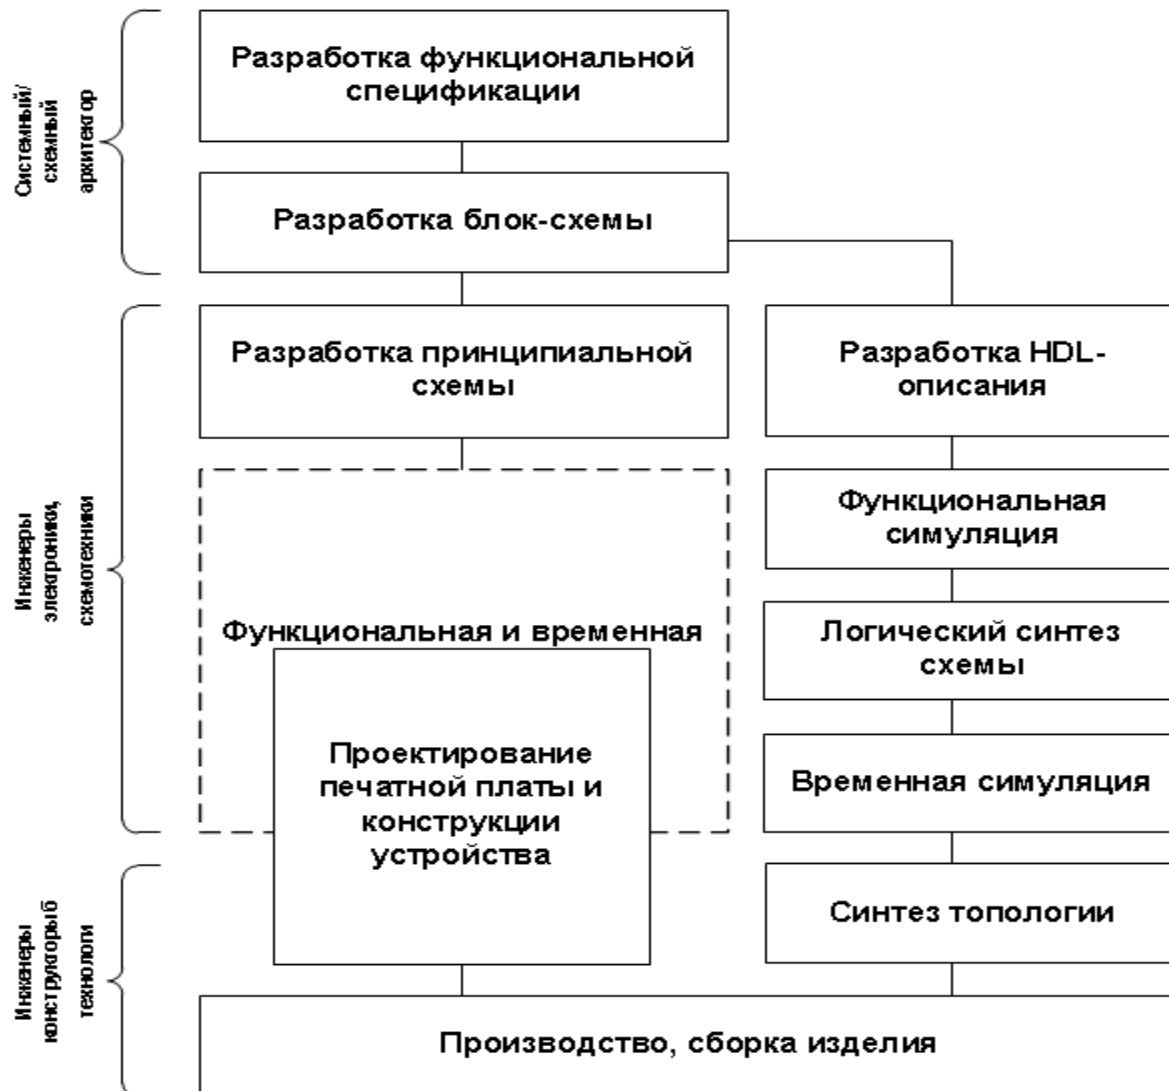 Системный/
схемный
архитектор
Разработка функциональной
спецификации
Разработка блок-схемы
Инженеры
электроники,
схемотехники
Разработка принципиальной
схемы
Функциональная и временная
Проектирование
печатной платы и
конструкции
устройства
Разработка HDL-
описания
Функциональная
симуляция
Логический синтез
схемы
Временная симуляция
Инженеры
конструкторыб
технологи
Синтез топологии
Производство, сборка изделия